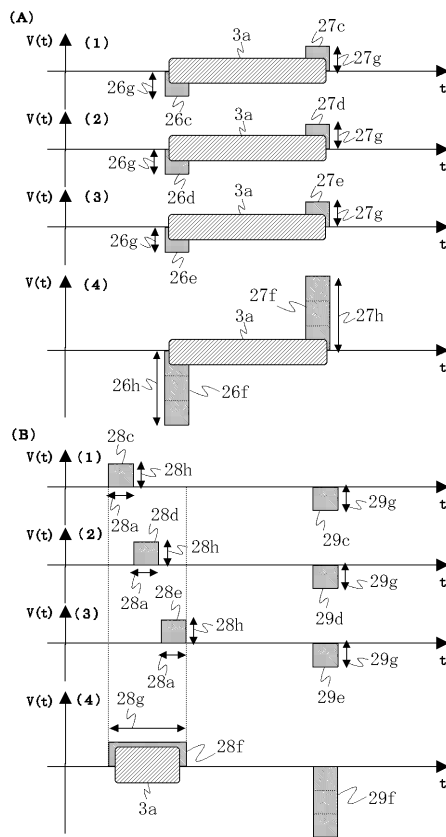 (A)
V(t) (1) 3a 27c
26g 27g
26c t
V(t) (2) 3a 27d
26g 27g
26d t
V(t) (3) 3a 27e
26g 27g
26e t
V(t) (4) 3a 27f
27h
26h 26f t
(B)
28c
V(t) (1) 28h
28a 29g
29c t
28d
V(t) (2) 28h
28a 29g
29d t
28e
V(t) (3) 28h
28a 29g
29e t
V(t) (4)
28g
28f
3a 29f t